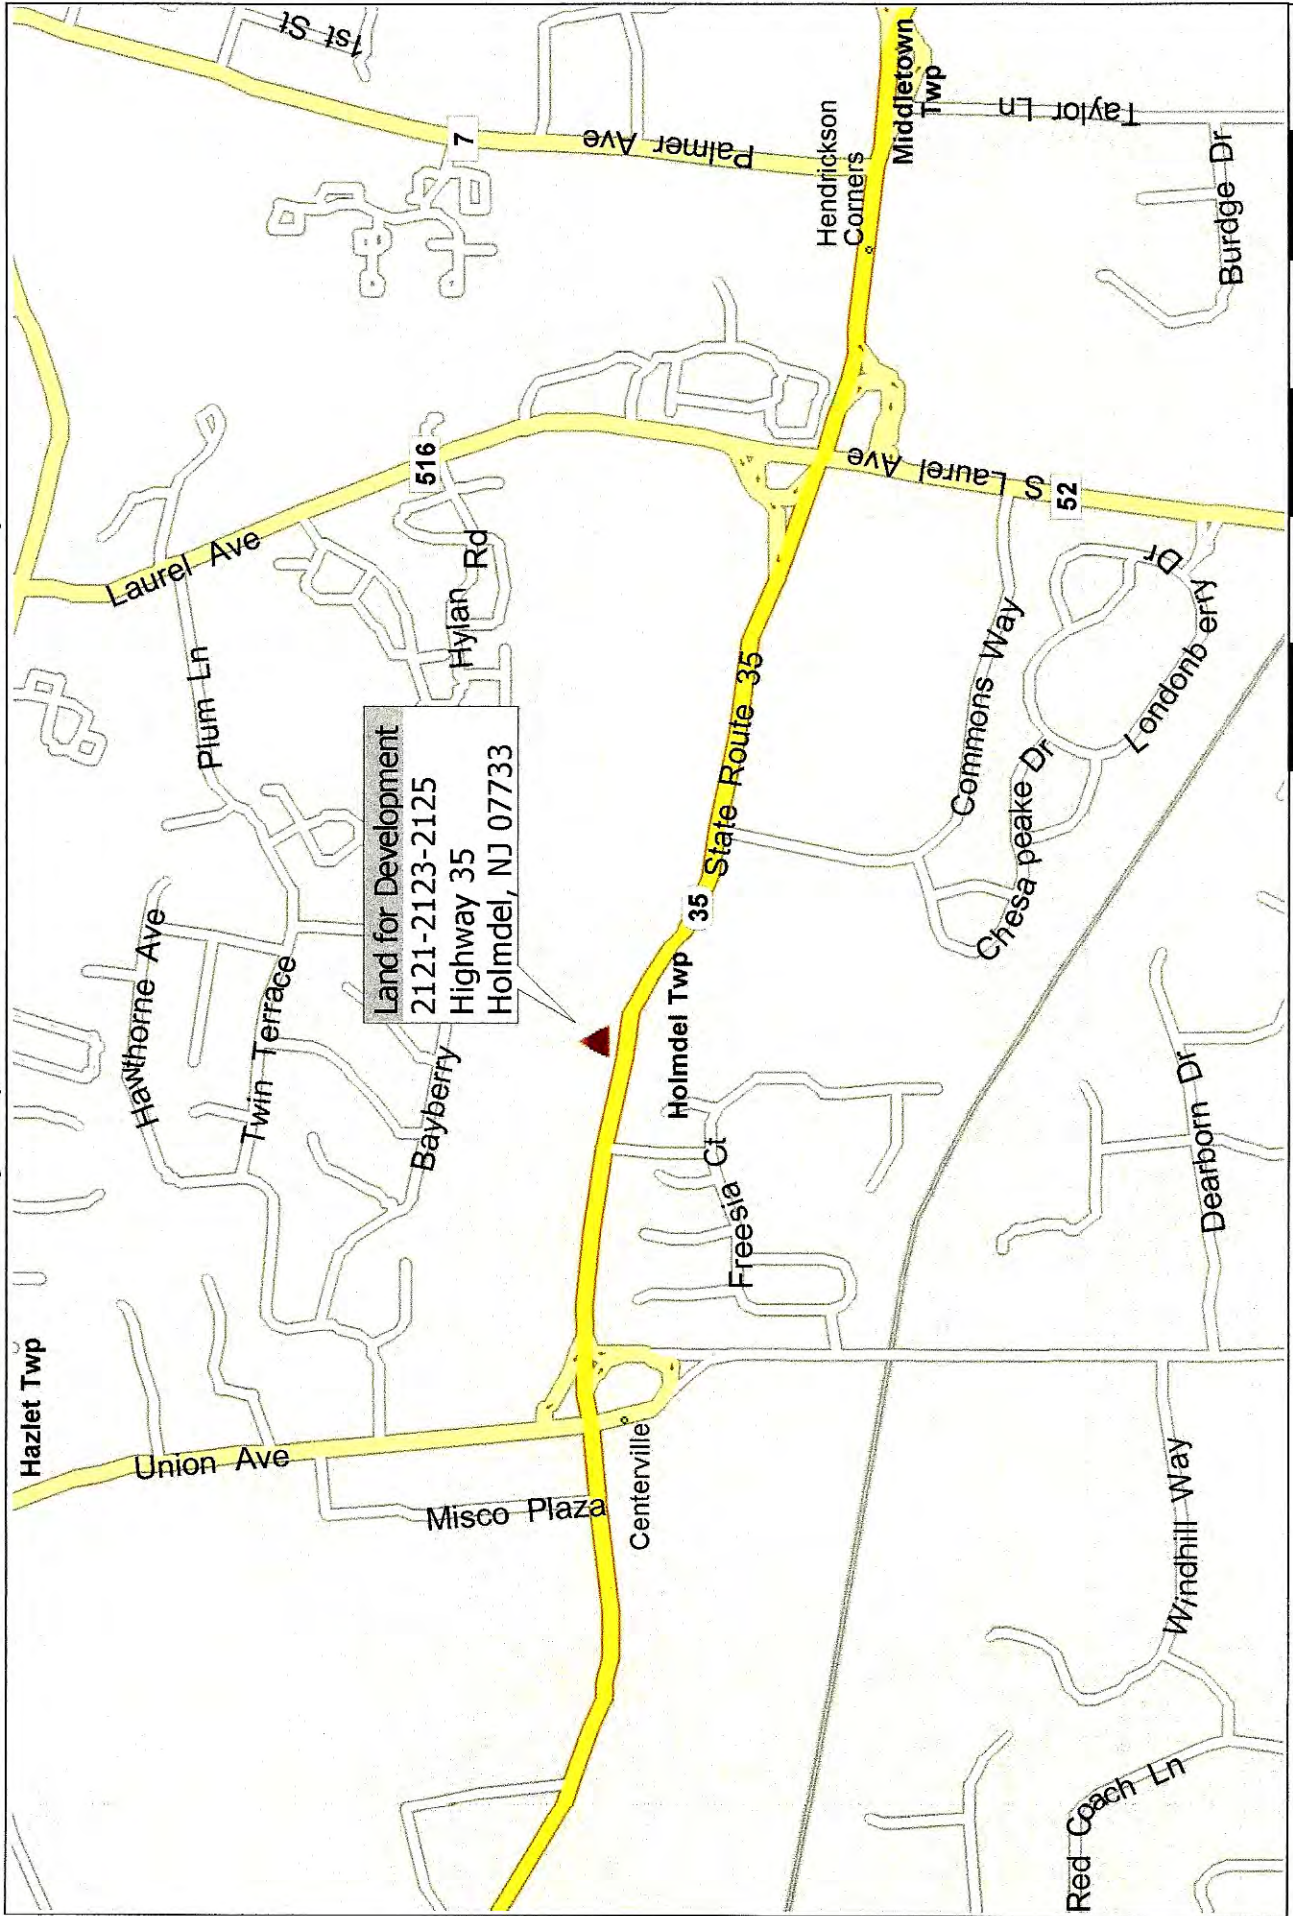 Hazlet Twp
Union Ave
Misco Plaza
Centerville
Hawthorne Ave
Twin Terrace
Bayberry
Plum Ln
Laurel Ave
516
Hylan Rd
1st St
7
Palmer Ave
Land for Development
2121-2123-2125
Highway 35
Holmdel, NJ 07733
Holmdel Twp
35
State Route 35
Hendrickson
Corners
Middletown
Twp
Taylor Ln
Burdge Dr
S Laurel Ave
52
Commons Way
Chesa peake Dr
Londonb erry Dr
Freesia Ct
Dearborn Dr
Windhill Way
Red Coach Ln